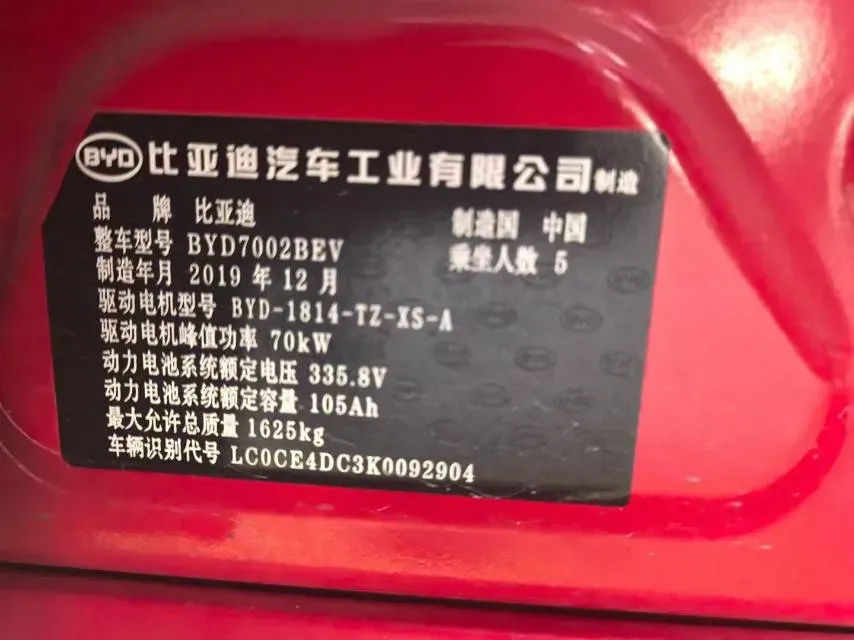 BYD 比亚迪汽车工业有限公司制造
品 牌 比亚迪 制造国 中国
整车型号 BYD7002BEV 乘坐人数 5
制造年月 2019 年 12 月
驱动电机型号 BYD-1814-TZ-XS-A
驱动电机峰值功率 70kW
动力电池系统额定电压 335.8V
动力电池系统额定容量 105Ah
最大允许总质量 1625kg
车辆识别代号 LC0CE4DC3K0092904